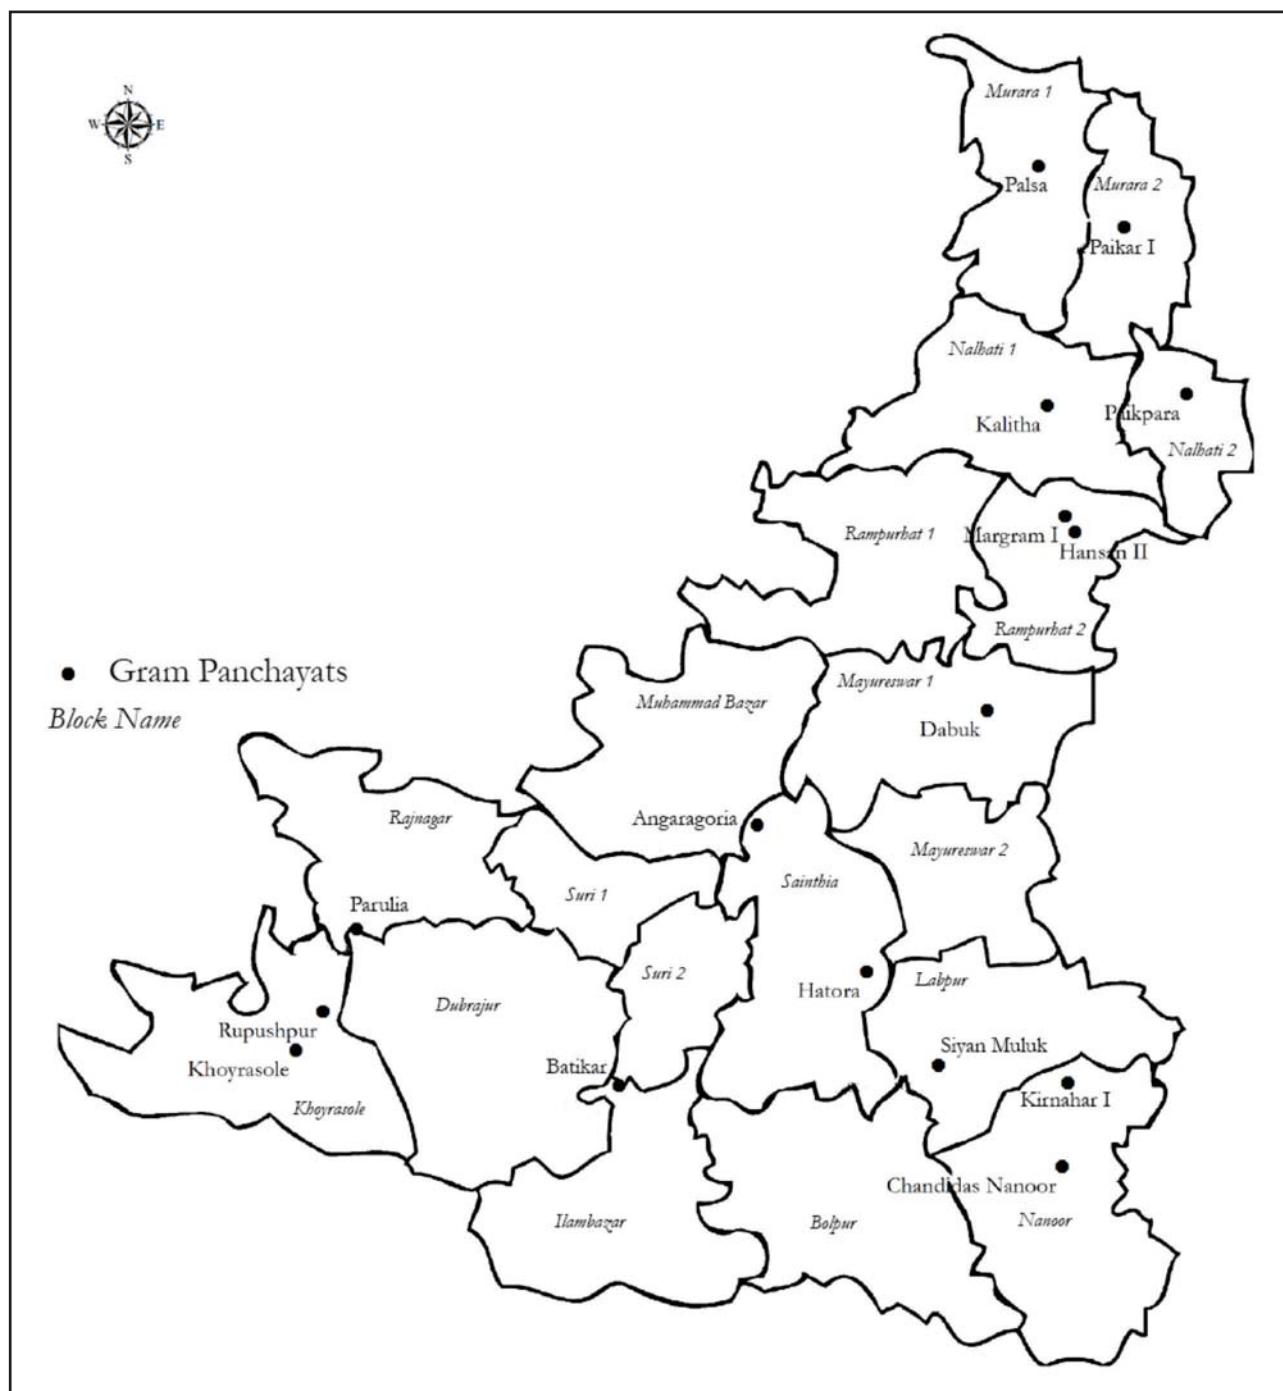 N
W E
S
Murara 1
Palsa
Murara 2
Paikar I
Nalhati 1
Kalitha
Paikpara
Nalhati 2
Rampurhat 1
Margram I
Hansan II
Rampurhat 2
Gram Panchayats
Block Name
Muhammad Bazar
Mayureswar 1
Dabuk
Rajnagar
Angaragoria
Mayureswar 2
Sainthia
Suri 1
Parulia
Suri 2
Hatora
Labpur
Dubrajur
Rupushpur
Khoyrasole
Khoyrasole
Batikar
Siyan Muluk
Kirnahar I
Chandidas Nanoor
Nanoor
Ilambazar
Bolpur